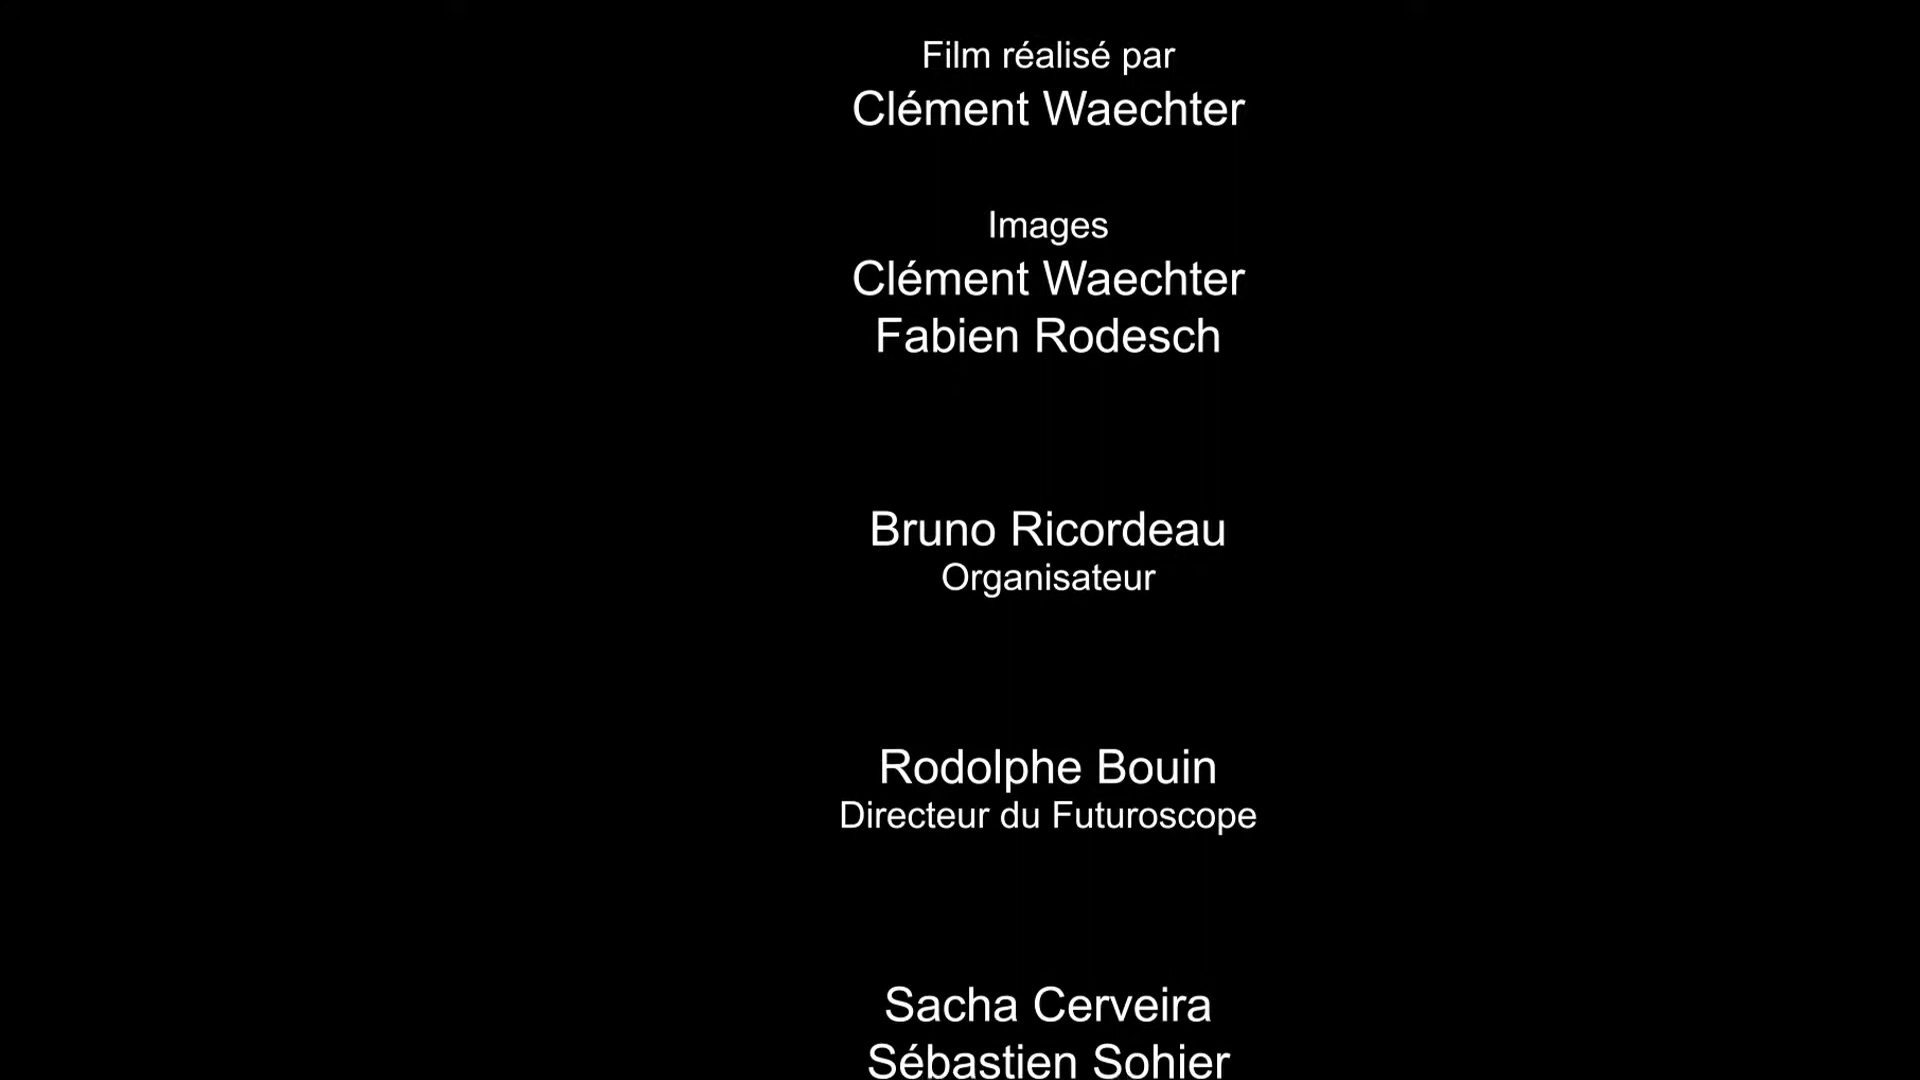 Film réalisé par
Clément Waechter
Images
Clément Waechter
Fabien Rodesch
Bruno Ricordeau
Organisateur
Rodolphe Bouin
Directeur du Futuroscope
Sacha Cerveira
Sébastien Sohier